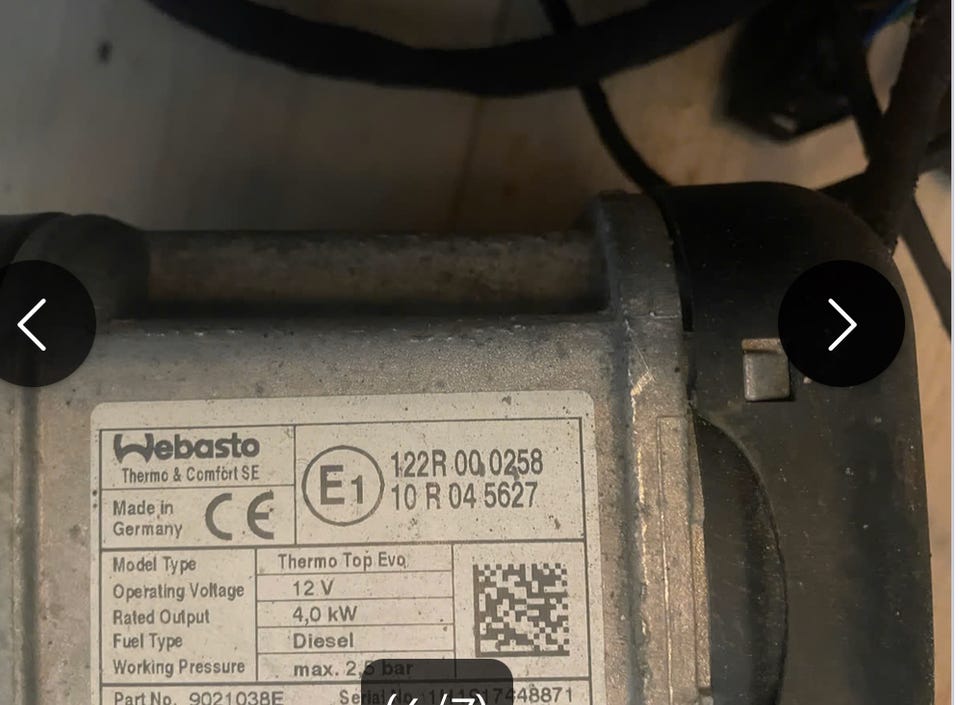 Webasto
Thermo & Comfort SE
Made in
Germany
CE
E1
122R 00 0258
10 R 04 5627
Model Type Thermo Top Evo
Operating Voltage 12 V
Rated Output 4,0 kW
Fuel Type Diesel
Working Pressure max. 2,5 bar
Part No. 9021038E Serial No.